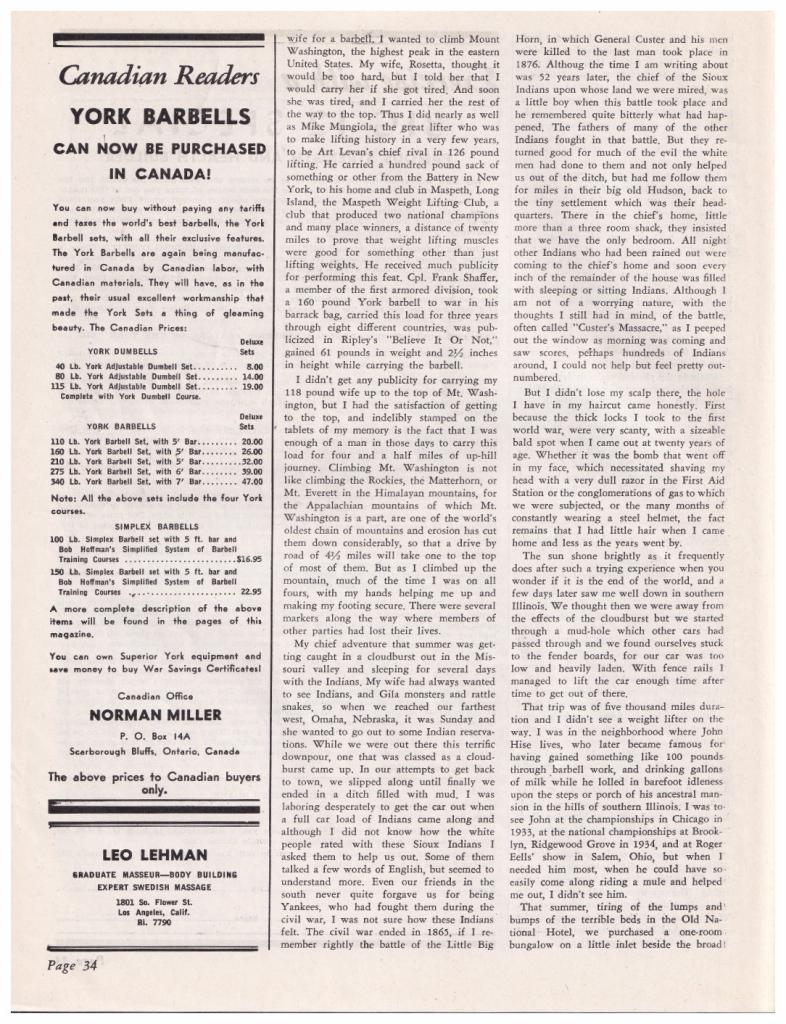 Canadian Readers
YORK BARBELLS
CAN NOW BE PURCHASED
IN CANADA!
You can now buy without paying any tariffs
and taxes the world's best barbells, the York
Barbell sets, with all their exclusive features.
The York Barbells are again being manufac-
tured in Canada by Canadian labor, with
Canadian materials. They will have, as in the
past, their usual excellent workmanship that
made the York Sets a thing of gleaming
beauty. The Canadian Prices:
Deluxe
YORK DUMBELLS Sets
40 Lb. York Adjustable Dumbell Set......... 8.00
80 Lb. York Adjustable Dumbell Set......... 14.00
115 Lb. York Adjustable Dumbell Set......... 19.00
Complete with York Dumbell Course.
Deluxe
YORK BARBELLS Sets
110 Lb. York Barbell Set, with 5' Bar......... 20.00
160 Lb. York Barbell Set, with 5' Bar......... 26.00
210 Lb. York Barbell Set, with 5' Bar.........32.00
275 Lb. York Barbell Set, with 6' Bar......... 39.00
340 Lb. York Barbell Set, with 7' Bar......... 47.00
Note: All the above sets include the four York
courses.
SIMPLEX BARBELLS
100 Lb. Simplex Barbell set with 5 ft. bar and
Bob Hoffman's Simplified System of Barbell
Training Courses ..........................$16.95
150 Lb. Simplex Barbell set with 5 ft. bar and
Bob Hoffman's Simplified System of Barbell
Training Courses .......................... 22.95
A more complete description of the above
items will be found in the pages of this
magazine.
You can own Superior York equipment and
save money to buy War Savings Certificates!
Canadian Office
NORMAN MILLER
P. O. Box 14A
Scarborough Bluffs, Ontario, Canada
The above prices to Canadian buyers
only.
LEO LEHMAN
GRADUATE MASSEUR—BODY BUILDING
EXPERT SWEDISH MASSAGE
1801 So. Flower St.
Los Angeles, Calif.
RI. 7790
Page 34
wife for a barbell. I wanted to climb Mount
Washington, the highest peak in the eastern
United States. My wife, Rosetta, thought it
would be too hard, but I told her that I
would carry her if she got tired. And soon
she was tired, and I carried her the rest of
the way to the top. Thus I did nearly as well
as Mike Mungiola, the great lifter who was
to make lifting history in a very few years,
to be Art Levan's chief rival in 126 pound
lifting. He carried a hundred pound sack of
something or other from the Battery in New
York, to his home and club in Maspeth, Long
Island, the Maspeth Weight Lifting Club, a
club that produced two national champions
and many place winners, a distance of twenty
miles to prove that weight lifting muscles
were good for something other than just
lifting weights. He received much publicity
for performing this feat. Cpl. Frank Shaffer,
a member of the first armored division, took
a 160 pound York barbell to war in his
barrack bag, carried this load for three years
through eight different countries, was pub-
licized in Ripley's "Believe It Or Not,"
gained 61 pounds in weight and 2½ inches
in height while carrying the barbell.
I didn't get any publicity for carrying my
118 pound wife up to the top of Mt. Wash-
ington, but I had the satisfaction of getting
to the top, and indelibly stamped on the
tablets of my memory is the fact that I was
enough of a man in those days to carry this
load for four and a half miles of up-hill
journey. Climbing Mt. Washington is not
like climbing the Rockies, the Matterhorn, or
Mt. Everett in the Himalayan mountains, for
the Appalachian mountains of which Mt.
Washington is a part, are one of the world's
oldest chain of mountains and erosion has cut
them down considerably, so that a drive by
road of 4½ miles will take one to the top
of most of them. But as I climbed up the
mountain, much of the time I was on all
fours, with my hands helping me up and
making my footing secure. There were several
markers along the way where members of
other parties had lost their lives.
My chief adventure that summer was get-
ting caught in a cloudburst out in the Mis-
souri valley and sleeping for several days
with the Indians. My wife had always wanted
to see Indians, and Gila monsters and rattle
snakes, so when we reached our farthest
west, Omaha, Nebraska, it was Sunday and
she wanted to go out to some Indian reserva-
tions. While we were out there this terrific
downpour, one that was classed as a cloud-
burst came up. In our attempts to get back
to town, we slipped along until finally we
ended in a ditch filled with mud. I was
laboring desperately to get the car out when
a full car load of Indians came along and
although I did not know how the white
people rated with these Sioux Indians I
asked them to help us out. Some of them
talked a few words of English, but seemed to
understand more. Even our friends in the
south never quite forgave us for being
Yankees, who had fought them during the
civil war, I was not sure how these Indians
felt. The civil war ended in 1865, if I re-
member rightly the battle of the Little Big
Horn, in which General Custer and his men
were killed to the last man took place in
1876. Althoug the time I am writing about
was 52 years later, the chief of the Sioux
Indians upon whose land we were mired, was
a little boy when this battle took place and
he remembered quite bitterly what had hap-
pened. The fathers of many of the other
Indians fought in that battle. But they re-
turned good for much of the evil the white
men had done to them and not only helped
us out of the ditch, but had me follow them
for miles in their big old Hudson, back to
the tiny settlement which was their head-
quarters. There in the chief's home, little
more than a three room shack, they insisted
that we have the only bedroom. All night
other Indians who had been rained out were
coming to the chief's home and soon every
inch of the remainder of the house was filled
with sleeping or sitting Indians. Although I
am not of a worrying nature, with the
thoughts I still had in mind, of the battle,
often called "Custer's Massacre," as I peeped
out the window as morning was coming and
saw scores, perhaps hundreds of Indians
around, I could not help but feel pretty out-
numbered.
But I didn't lose my scalp there, the hole
I have in my haircut came honestly. First
because the thick locks I took to the first
world war, were very scanty, with a sizeable
bald spot when I came out at twenty years of
age. Whether it was the bomb that went off
in my face, which necessitated shaving my
head with a very dull razor in the First Aid
Station or the conglomerations of gas to which
we were subjected, or the many months of
constantly wearing a steel helmet, the fact
remains that I had little hair when I came
home and less as the years went by.
The sun shone brightly as it frequently
does after such a trying experience when you
wonder if it is the end of the world, and a
few days later saw me well down in southern
Illinois. We thought then we were away from
the effects of the cloudburst but we started
through a mud-hole which other cars had
passed through and we found ourselves stuck
to the fender boards, for our car was too
low and heavily laden. With fence rails I
managed to lift the car enough time after
time to get out of there.
That trip was of five thousand miles dura-
tion and I didn't see a weight lifter on the
way. I was in the neighborhood where John
Hise lives, who later became famous for
having gained something like 100 pounds
through barbell work, and drinking gallons
of milk while he lolled in barefoot idleness
upon the steps or porch of his ancestral man-
sion in the hills of southern Illinois. I was to
see John at the championships in Chicago in
1933, at the national championships at Brook-
lyn, Ridgewood Grove in 1934, and at Roger
Eells' show in Salem, Ohio, but when I
needed him most, when he could have so
easily come along riding a mule and helped
me out, I didn't see him.
That summer, tiring of the lumps and
bumps of the terrible beds in the Old Na-
tional Hotel, we purchased a one-room
bungalow on a little inlet beside the broad